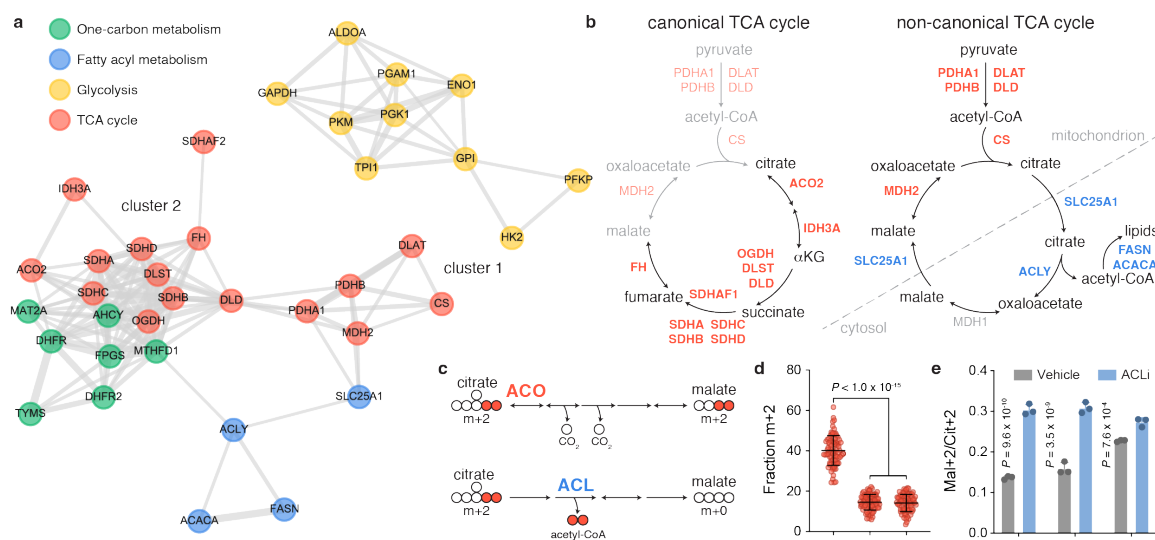 a
One-carbon metabolism
Fatty acyl metabolism
Glycolysis
TCA cycle
ALDOA
PGAM1
ENO1
GAPDH
PKM
PGK1
TPI1
GPI
PFKP
HK2
cluster 1
SDHAF2
IDH3A
cluster 2
FH
SDHD
SDHA
ACO2
DLST
SDHC
SDHB
DLD
MAT2A
AHCY
OGDH
DHFR
FPGS
MTHFD1
DHFR2
TYMS
DLAT
PDHB
PDHA1
CS
MDH2
SLC25A1
ACLY
ACACA
FASN
b
canonical TCA cycle
pyruvate
PDHA1 DLAT
PDHB DLD
acetyl-CoA
CS
oxaloacetate
citrate
MDH2
ACO2
malate
IDH3A
FH
OGDH
DLST
DLD
αKG
fumarate
SDHAF1
succinate
SDHA SDHC
SDHB SDHD
non-canonical TCA cycle
pyruvate
PDHA1 DLAT
PDHB DLD
acetyl-CoA
mitochondrion
CS
oxaloacetate
citrate
MDH2
SLC25A1
malate
citrate
lipids
SLC25A1
FASN
ACACA
ACLY
acetyl-CoA
malate
oxaloacetate
MDH1
cytosol
c
citrate
ACO
malate
m+2
m+2
CO2
CO2
citrate
ACL
malate
m+2
m+0
acetyl-CoA
d
Fraction m+2
80
60
40
20
0
P < 1.0 x 10-15
e
Vehicle
ACLi
Mal+2/Cit+2
0.4
0.3
0.2
0.1
0.0
P = 9.6 x 10-10
P = 3.5 x 10-9
P = 7.6 x 10-4